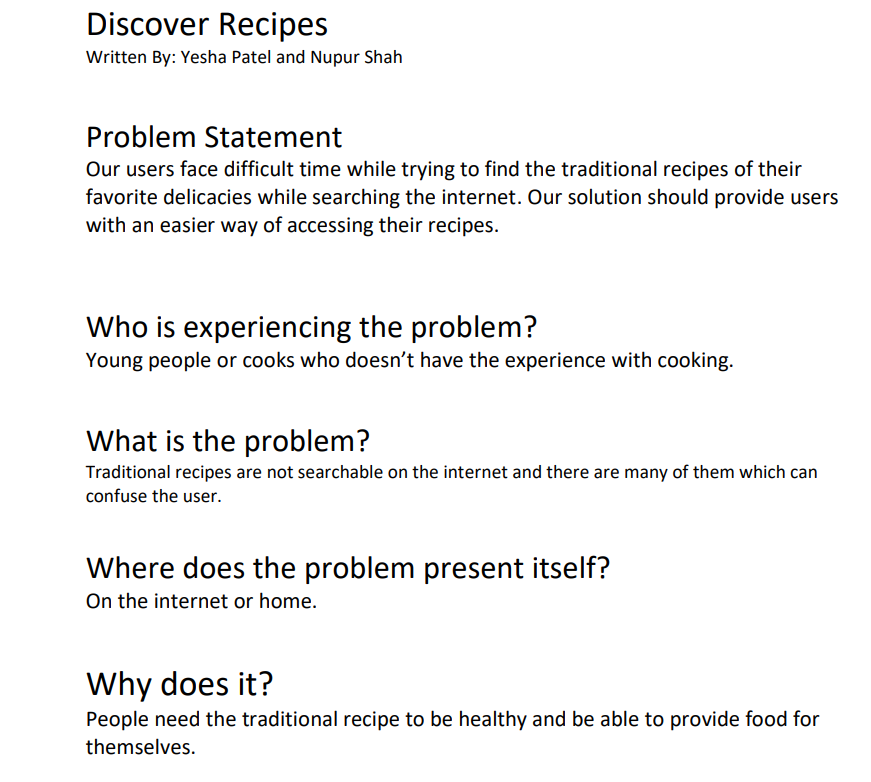 Discover Recipes
Written By: Yesha Patel and Nupur Shah
Problem Statement
Our users face difficult time while trying to find the traditional recipes of their
favorite delicacies while searching the internet. Our solution should provide users
with an easier way of accessing their recipes.
Who is experiencing the problem?
Young people or cooks who doesn’t have the experience with cooking.
What is the problem?
Traditional recipes are not searchable on the internet and there are many of them which can
confuse the user.
Where does the problem present itself?
On the internet or home.
Why does it?
People need the traditional recipe to be healthy and be able to provide food for
themselves.